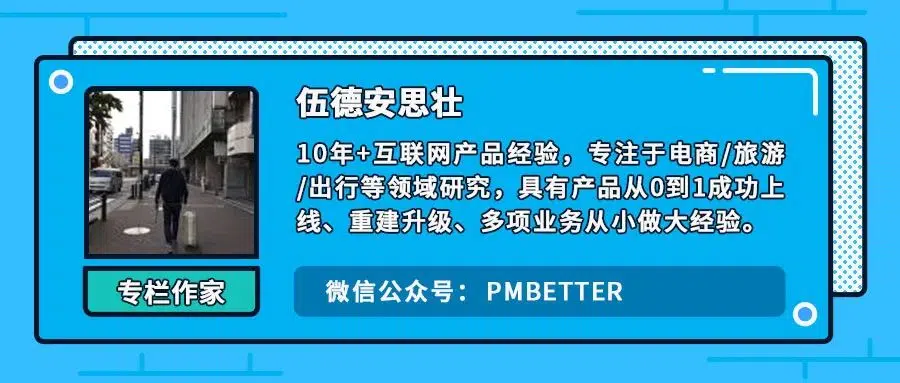 伍德安思壮
10年+互联网产品经验，专注于电商/旅游
/出行等领域研究，具有产品从0到1成功上
线、重建升级、多项业务从小做大经验。
专栏作家
微信公众号：PMBETTER